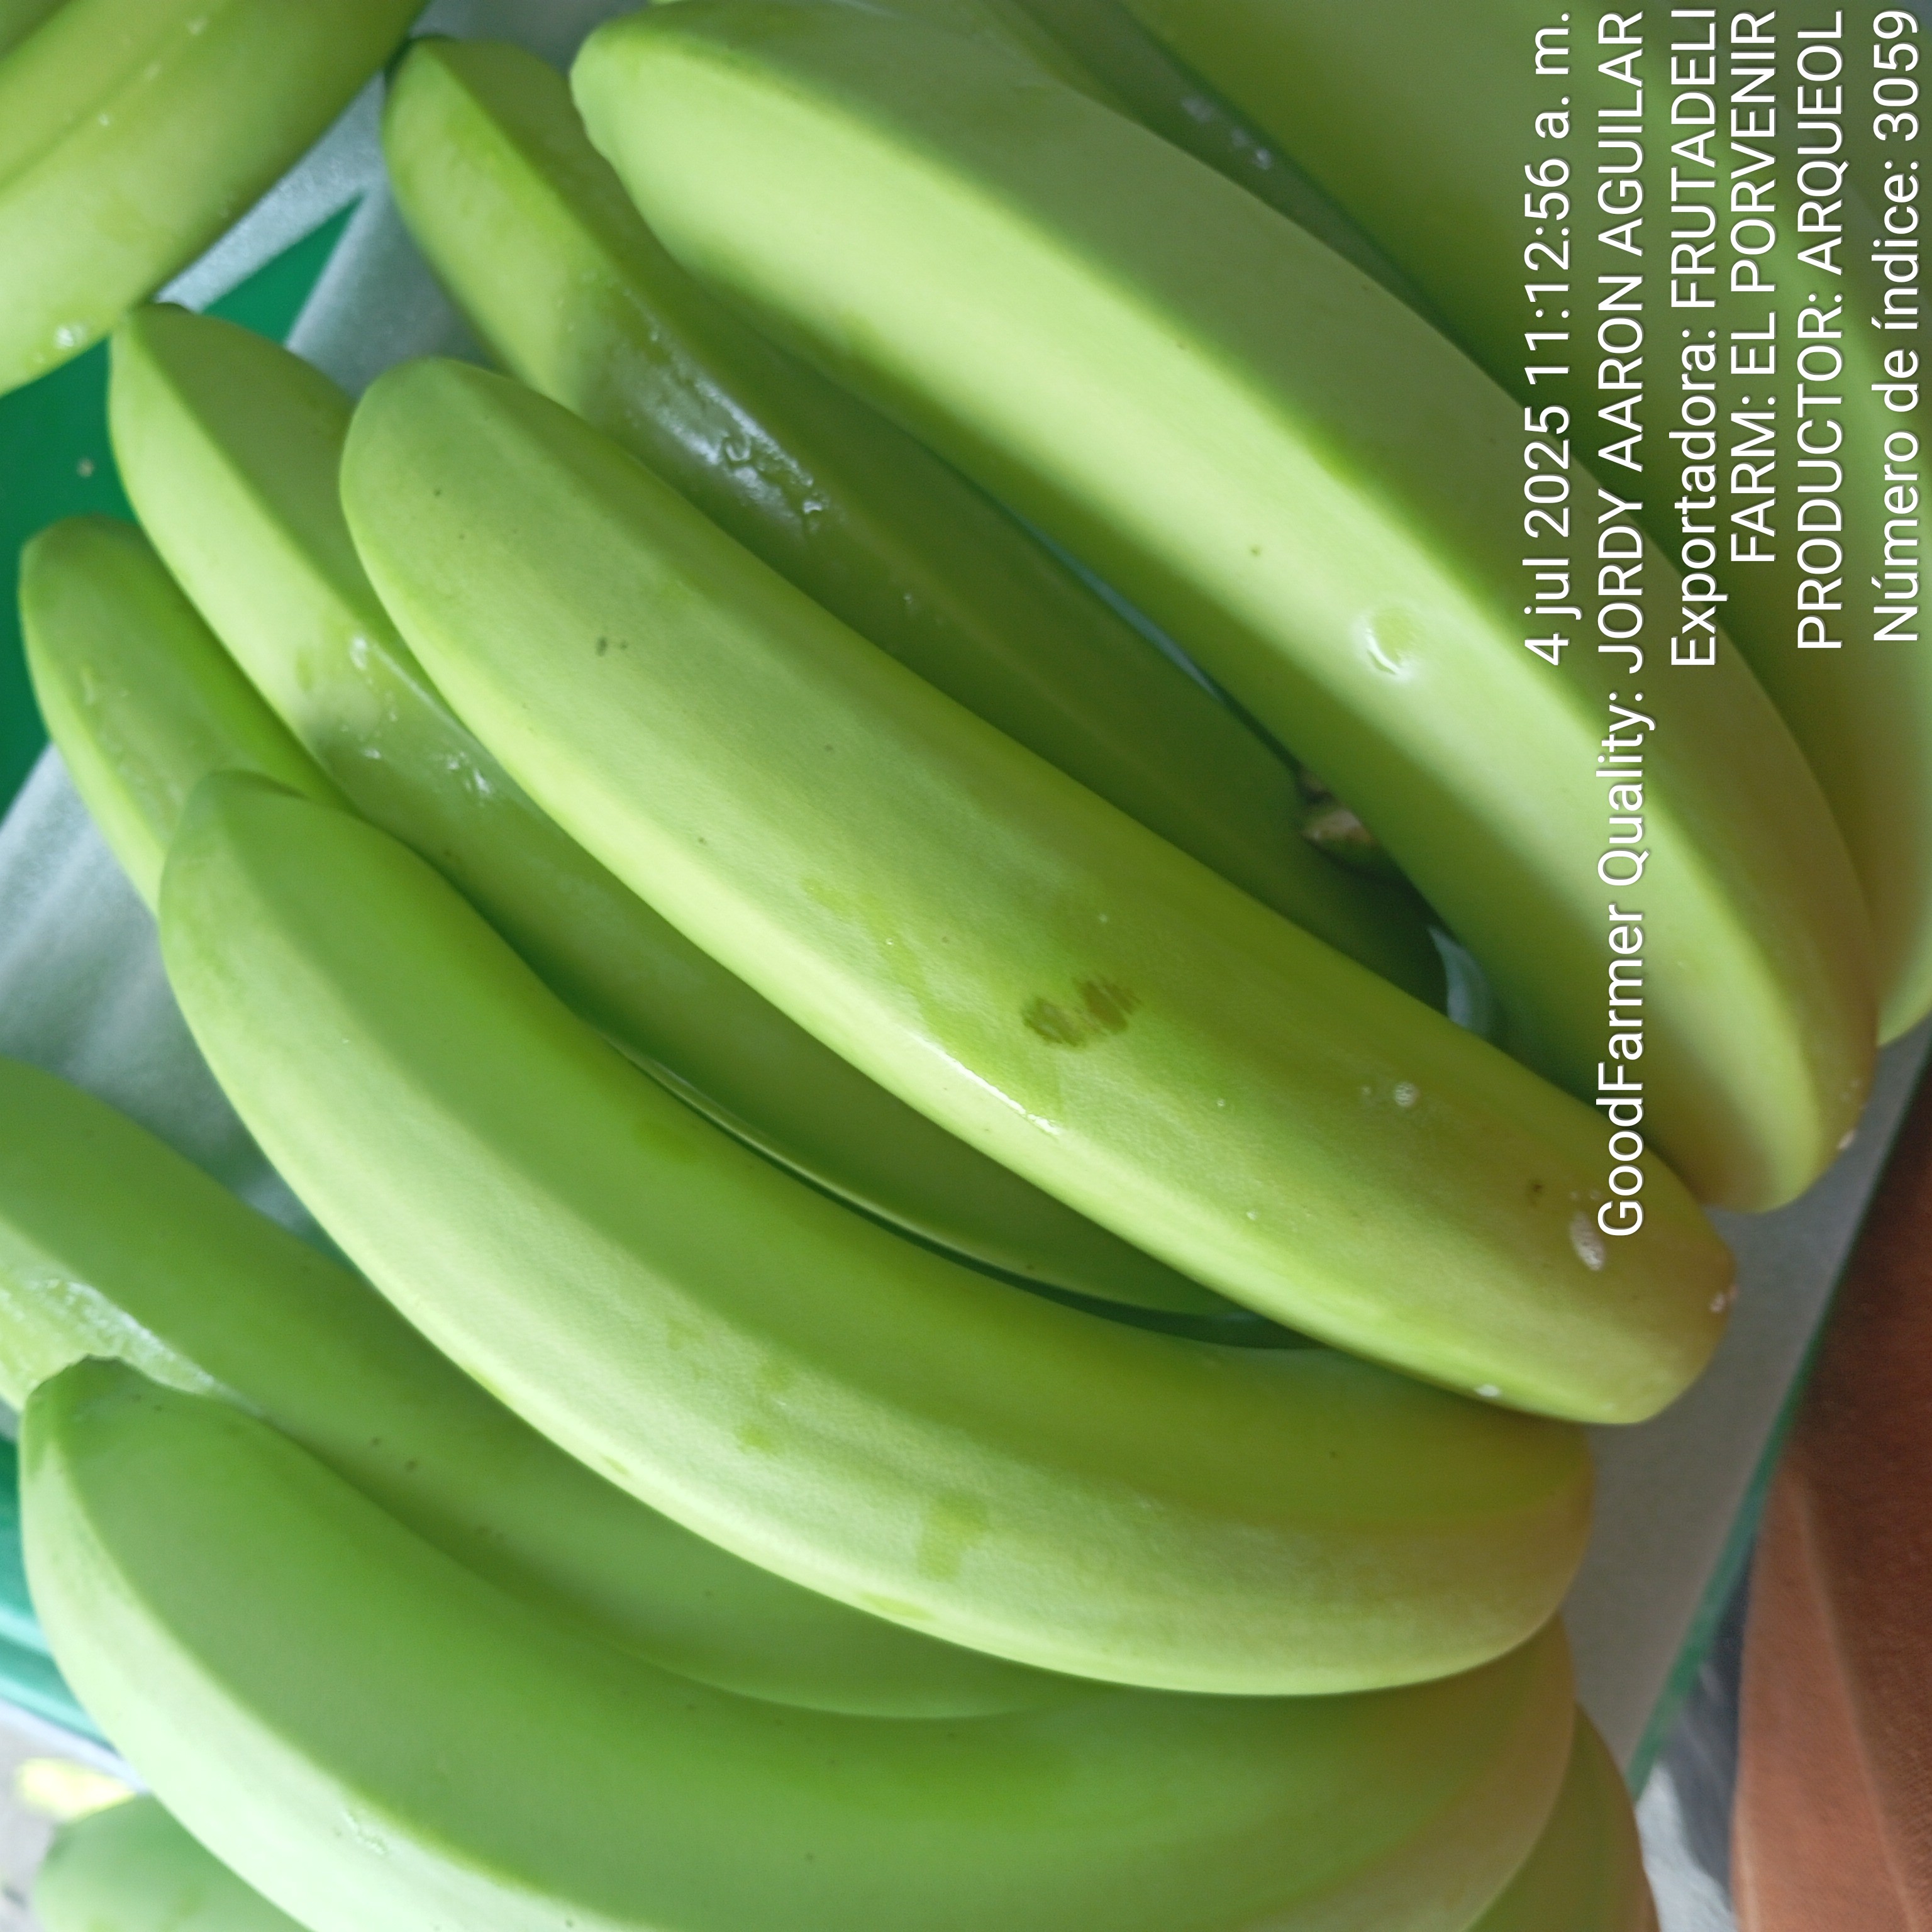 4 jul 2025 11:12:56 a. m.
GoodFarmer Quality: JORDY AARON AGUILAR
Exportadora: FRUTADELI
FARM: EL PORVENIR
PRODUCTOR: ARQUEOL
Número de índice: 3059